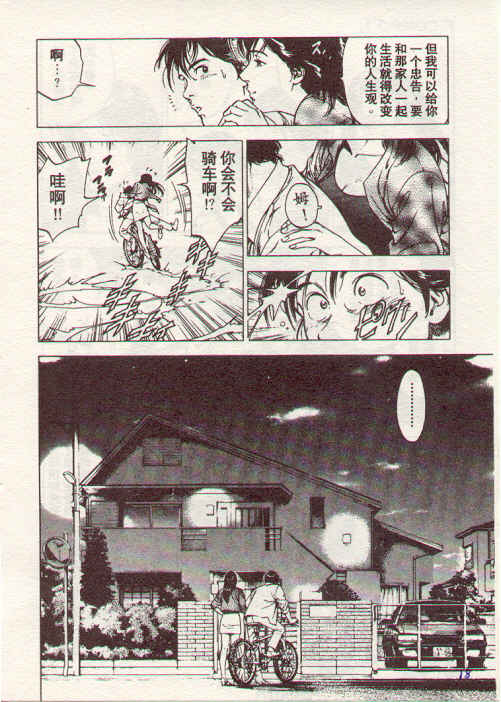 但我可以给你
一个忠告，要
和那家人一起
生活就得改变
你的人生观。
啊…?
姆!
你会不会
骑车啊!?
哇啊!!
…………
18